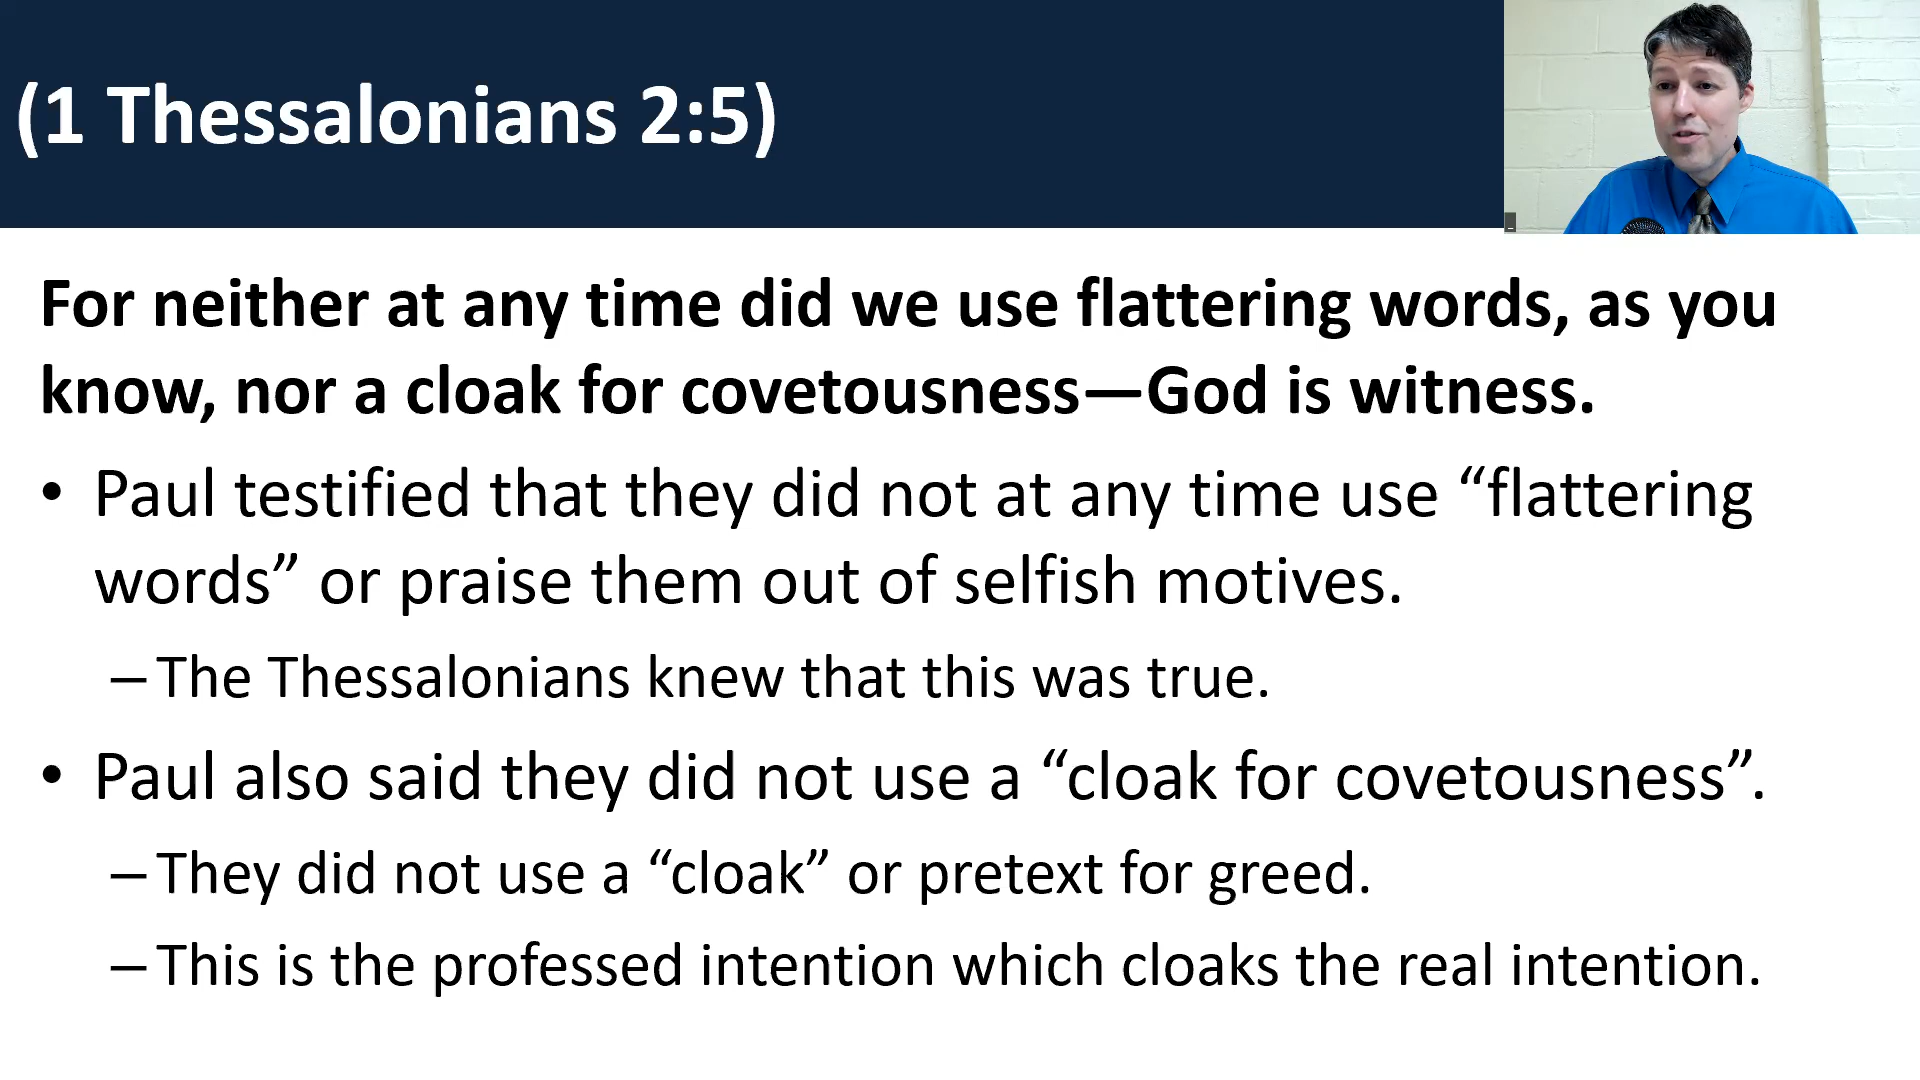 (1 Thessalonians 2:5)
For neither at any time did we use flattering words, as you
know, nor a cloak for covetousness—God is witness.
• Paul testified that they did not at any time use “flattering
words” or praise them out of selfish motives.
– The Thessalonians knew that this was true.
• Paul also said they did not use a “cloak for covetousness”.
– They did not use a “cloak” or pretext for greed.
– This is the professed intention which cloaks the real intention.